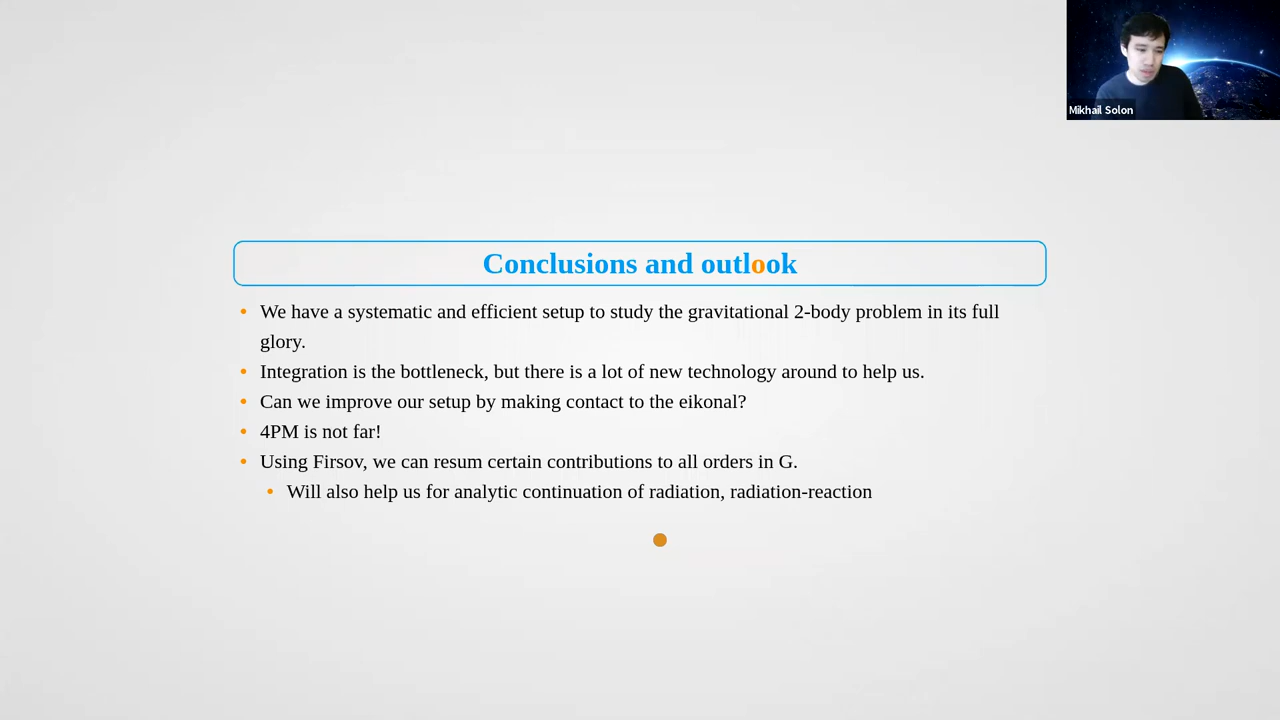 Mikhail Solon
Conclusions and outlook
• We have a systematic and efficient setup to study the gravitational 2-body problem in its full
glory.
• Integration is the bottleneck, but there is a lot of new technology around to help us.
• Can we improve our setup by making contact to the eikonal?
• 4PM is not far!
• Using Firsov, we can resum certain contributions to all orders in G.
• Will also help us for analytic continuation of radiation, radiation-reaction